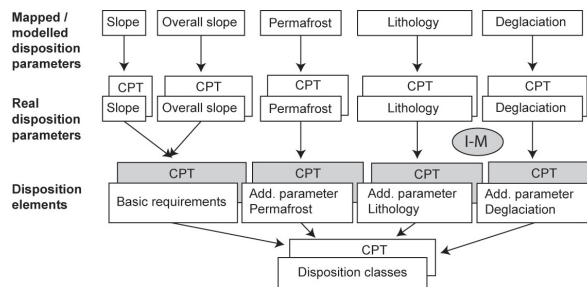 Mapped /
modelled
disposition
parameters
Slope
Overall slope
Permafrost
Lithology
Deglaciation
Real
disposition
parameters
CPT
Slope
CPT
Overall slope
CPT
Permafrost
CPT
Lithology
CPT
Deglaciation
I-M
Disposition
elements
CPT
Basic requirements
CPT
Add. parameter
Permafrost
CPT
Add. parameter
Lithology
CPT
Add. parameter
Deglaciation
CPT
Disposition classes